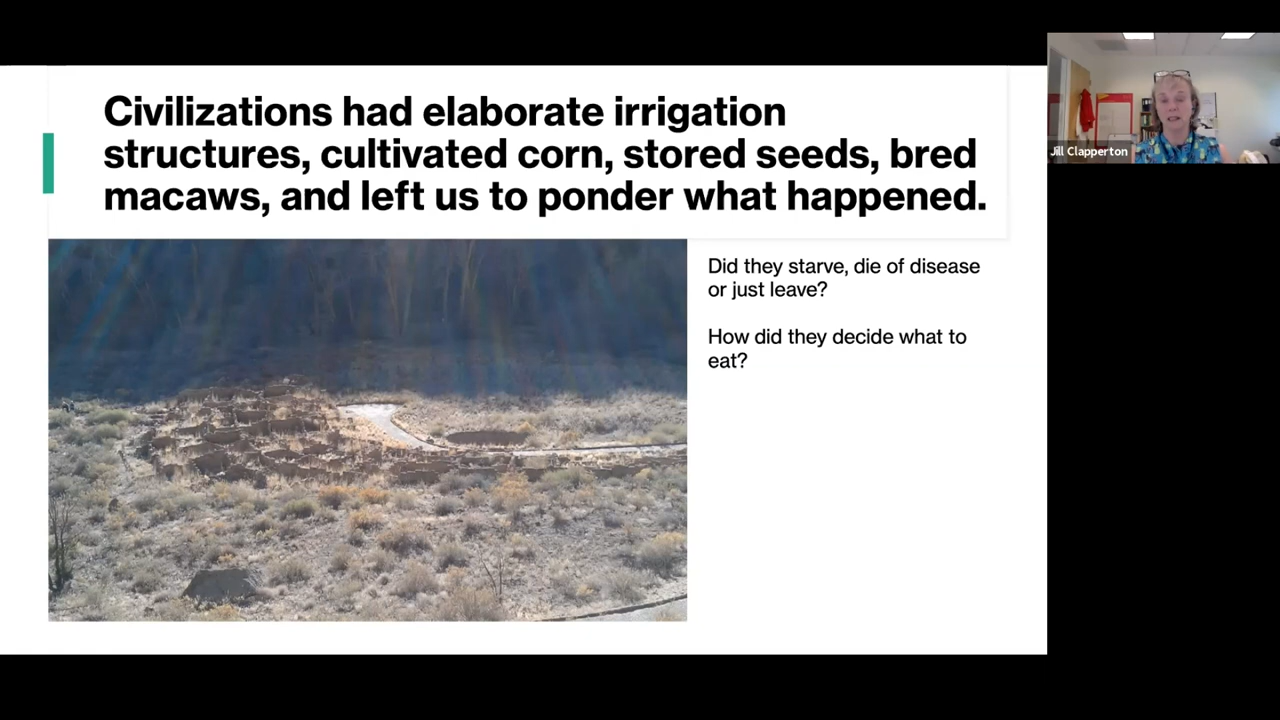 Civilizations had elaborate irrigation
structures, cultivated corn, stored seeds, bred
macaws, and left us to ponder what happened.
Jill Clapperton
Did they starve, die of disease
or just leave?
How did they decide what to
eat?